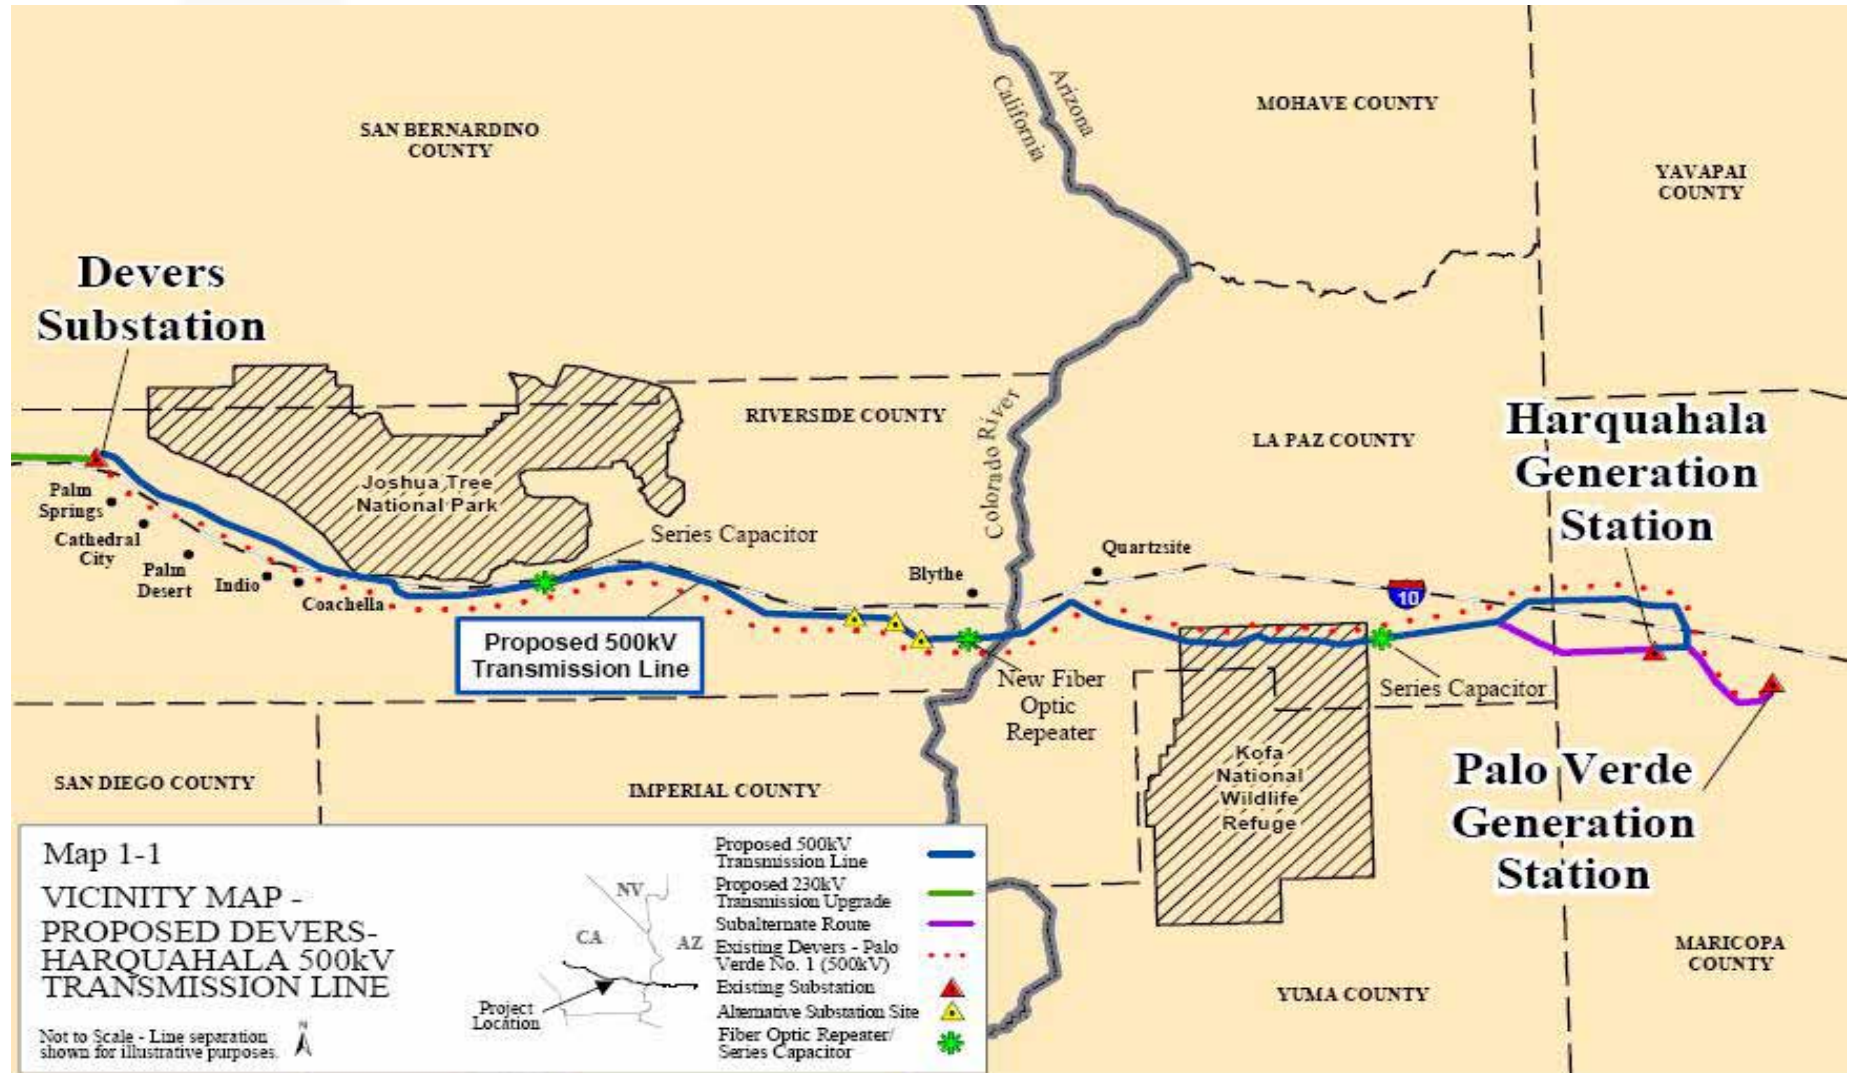 Arizona
California
MOHAVE COUNTY
SAN BERNARDINO
COUNTY
YAVAPAI
COUNTY
Devers
Substation
RIVERSIDE COUNTY
Colorado River
LA PAZ COUNTY
Harquahala
Generation
Station
Joshua Tree
National Park
Palm
Springs
Cathedral
City
Palm
Desert
Indio
Coachella
Series Capacitor
Blythe
Quartzsite
10
Proposed 500kV
Transmission Line
New Fiber
Optic
Repeater
Series Capacitor
Kofa
National
Wildlife
Refuge
Palo Verde
Generation
Station
SAN DIEGO COUNTY
IMPERIAL COUNTY
MARICOPA
COUNTY
YUMA COUNTY
Map 1-1
VICINITY MAP -
PROPOSED DEVERS-
HARQUAHALA 500kV
TRANSMISSION LINE
Not to Scale - Line separation
shown for illustrative purposes.
N
NV
CA
AZ
Project
Location
Proposed 500kV
Transmission Line
Proposed 230kV
Transmission Upgrade
Subalternate Route
Existing Devers - Palo
Verde No. 1 (500kV)
Existing Substation
Alternative Substation Site
Fiber Optic Repeater/
Series Capacitor